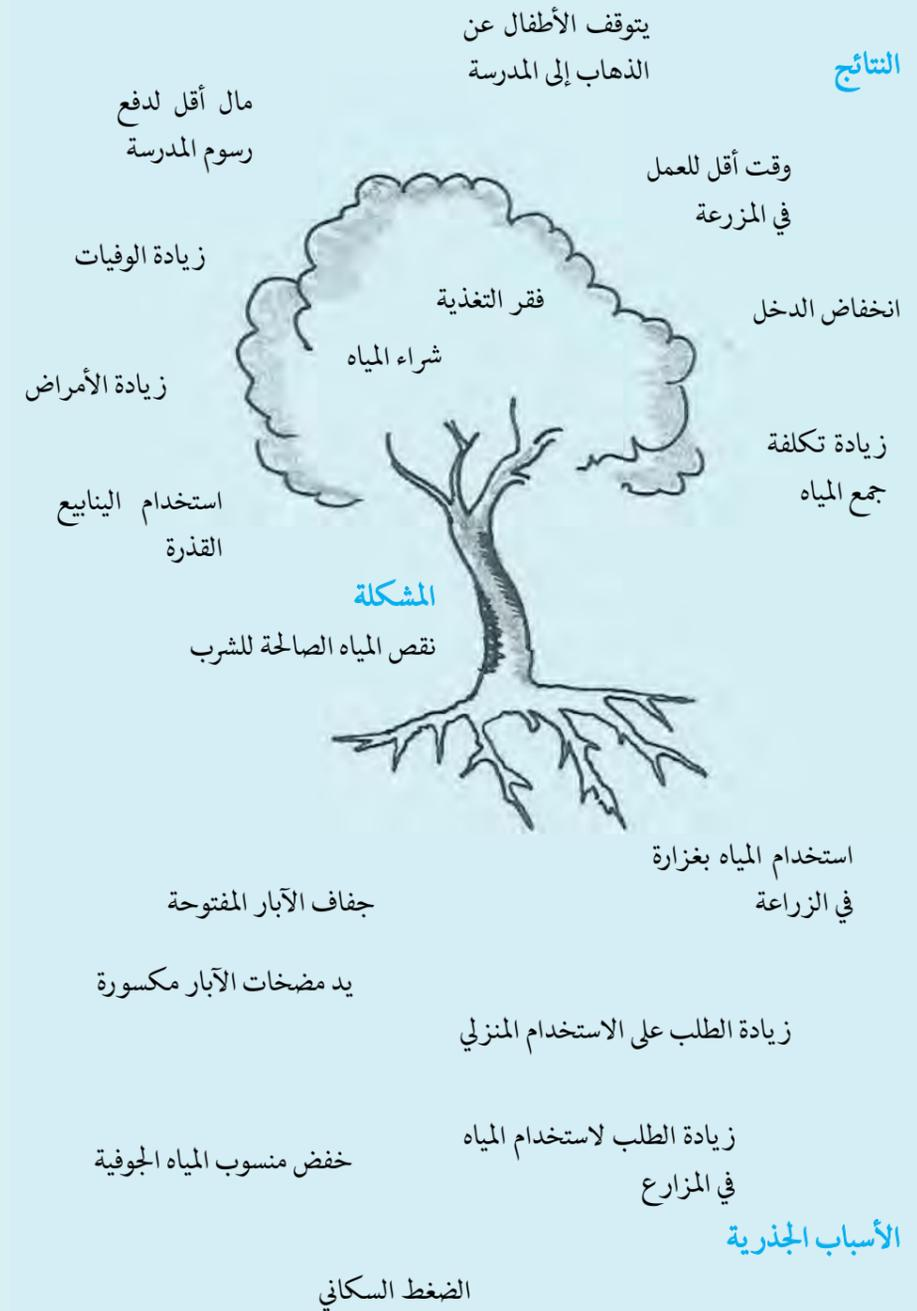 يتوقف الأطفال عن
الذهاب إلى المدرسة
النتائج
مال أقل لدفع
رسوم المدرسة
وقت أقل للعمل
في المزرعة
زيادة الوفيات
فقر التغذية
انخفاض الدخل
شراء المياه
زيادة الأمراض
زيادة تكلفة
جمع المياه
استخدام الينابيع
القذرة
المشكلة
نقص المياه الصالحة للشرب
استخدام المياه بغزارة
في الزراعة
جفاف الآبار المفتوحة
يد مضخات الآبار مكسورة
زيادة الطلب على الاستخدام المنزلي
زيادة الطلب لاستخدام المياه
في المزارع
خفض منسوب المياه الجوفية
الأسباب الجذرية
الضغط السكاني